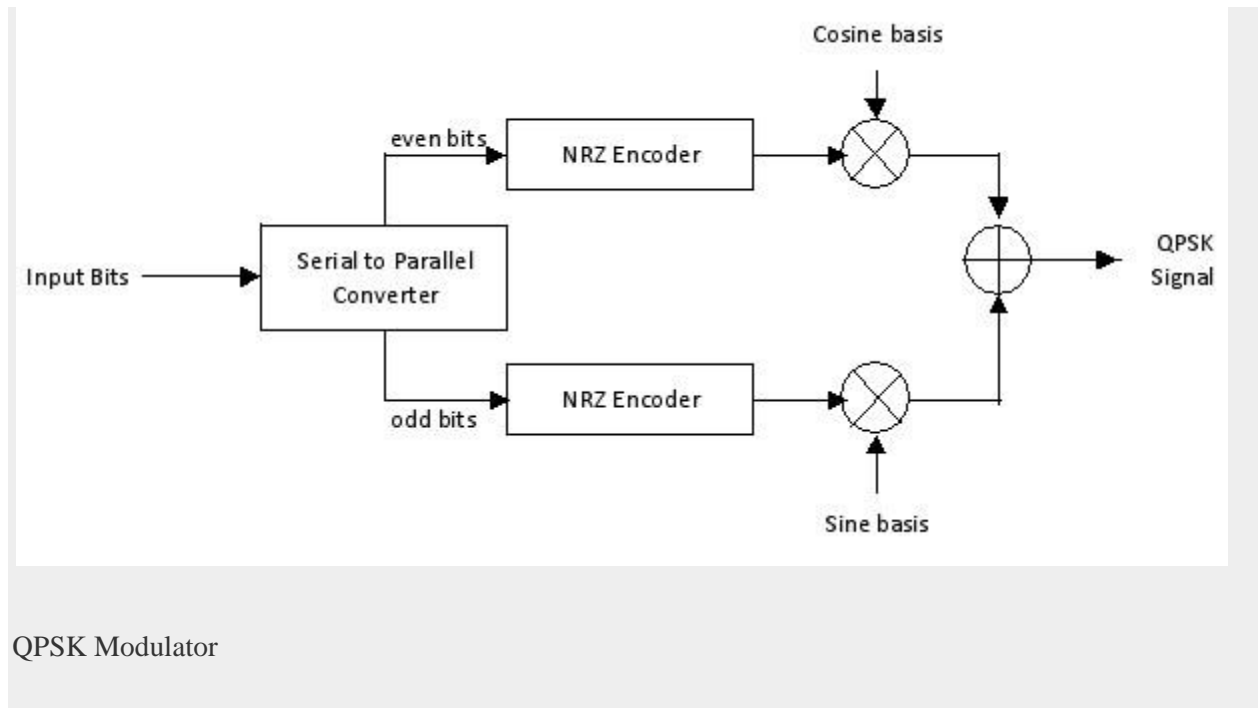 Cosine basis
even bits
NRZ Encoder
Serial to Parallel
Converter
Input Bits
QPSK
Signal
NRZ Encoder
odd bits
Sine basis
QPSK Modulator